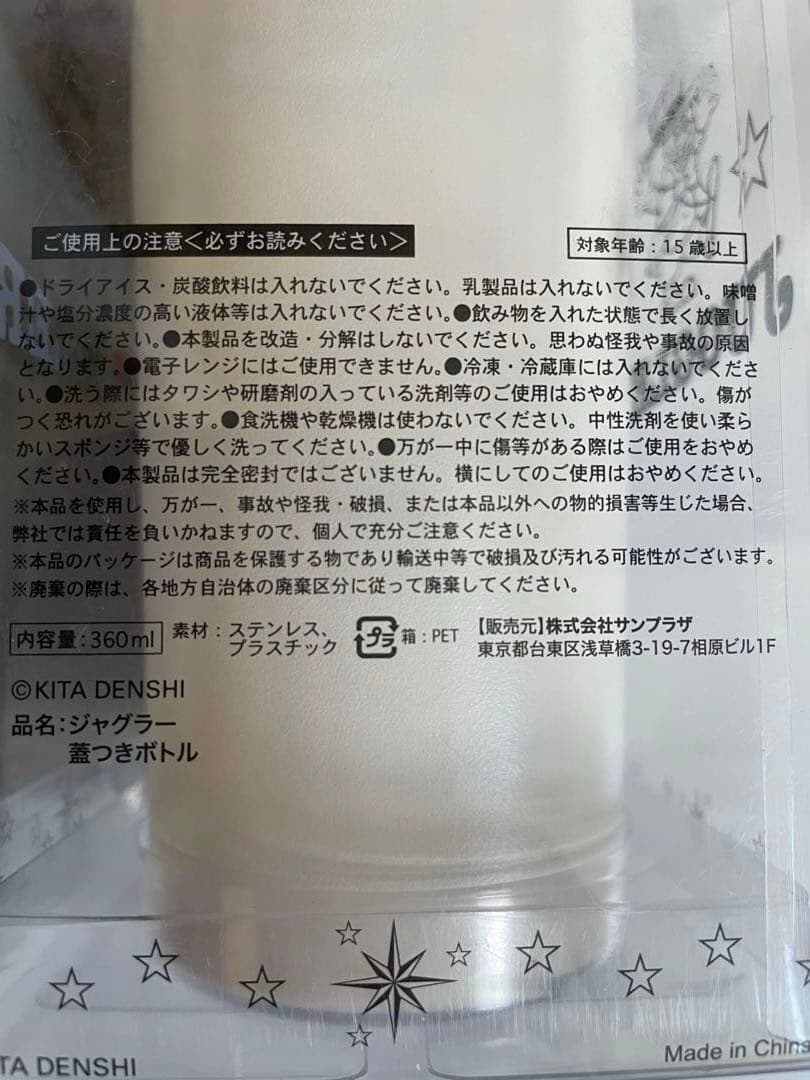 ご使用上の注意<必ずお読みください>
対象年齢：15歳以上
●ドライアイス・炭酸飲料は入れないでください。乳製品は入れないでください。味噌
汁や塩分濃度の高い液体等は入れないでください。●飲み物を入れた状態で長く放置し
ないでください。●本製品を改造・分解はしないでください。思わぬ怪我や事故の原因
となります。●電子レンジにはご使用できません。●冷凍・冷蔵庫には入れないでくださ
い。●洗う際にはタワシや研磨剤の入っている洗剤等のご使用はおやめください。傷が
つく恐れがございます。●食洗機や乾燥機は使わないでください。中性洗剤を使い柔ら
かいスポンジ等で優しく洗ってください。●万が一中に傷等がある際はご使用をおやめ
ください。●本製品は完全密封ではございません。横にしてのご使用はおやめください。
※本品を使用し、万が一、事故や怪我・破損、または本品以外への物的損害等生じた場合、
弊社では責任を負いかねますので、個人で充分ご注意ください。
※本品のパッケージは商品を保護する物であり輸送中等で破損及び汚れる可能性がございます。
※廃棄の際は、各地方自治体の廃棄区分に従って廃棄してください。
内容量：360ml
素材：ステンレス、
プラスチック
プラ
箱：PET
【販売元】株式会社サンプラザ
東京都台東区浅草橋3-19-7相原ビル1F
©KITA DENSHI
品名：ジャグラー
蓋つきボトル
TA DENSHI
Made in China